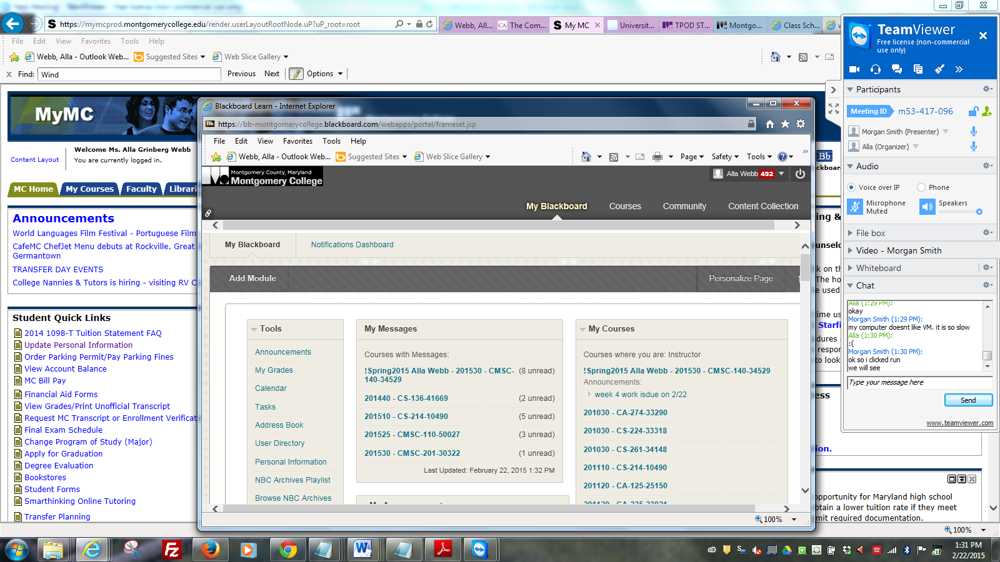 https://mymcprod.montgomerycollege.edu/render.userLayoutRootNode.uP?uP_root=root
Webb, All...
The Com...
My MC
Universit...
TPOD ST...
Montgo...
Class Sch...
File Edit View Favorites Tools Help
Webb, Alla - Outlook Web...
Suggested Sites
Web Slice Gallery
Find: Wind
Previous Next Options
MyMC
Welcome Ms. Alla Grinberg Webb
You are currently logged in.
Content Layout
MC Home
My Courses
Faculty
Librari
Announcements
World Languages Film Festival - Portuguese Film
CafeMC ChefJet Menu debuts at Rockville. Great
Germantown
TRANSFER DAY EVENTS
College Nannies & Tutors is hiring - visiting RV C
Student Quick Links
2014 1098-T Tuition Statement FAQ
Update Personal Information
Order Parking Permit/Pay Parking Fines
View Account Balance
MC Bill Pay
Financial Aid Forms
View Grades/Print Unofficial Transcript
Request MC Transcript or Enrollment Verificat
Final Exam Schedule
Change Program of Study (Major)
Apply for Graduation
Degree Evaluation
Bookstores
Student Forms
Smarthinking Online Tutoring
Transfer Planning
Blackboard Learn - Internet Explorer
Bb https://bb-montgomerycollege.blackboard.com/webapps/portal/frameset.jsp
File Edit View Favorites Tools Help
Webb, Alla - Outlook Web...
Suggested Sites
Web Slice Gallery
Page Safety Tools
Montgomery County, Maryland
Montgomery College
Alla Webb 492
My Blackboard
Courses
Community
Content Collection
My Blackboard
Notifications Dashboard
Add Module
Personalize Page
Tools
Announcements
My Grades
Calendar
Tasks
Address Book
User Directory
Personal Information
NBC Archives Playlist
Browse NBC Archives
My Messages
Courses with Messages:
!Spring2015 Alla Webb - 201530 - CMSC-
140-34529
(8 unread)
201440 - CS-136-41669 (2 unread)
201510 - CS-214-10490 (5 unread)
201525 - CMSC-110-50027 (3 unread)
201530 - CMSC-201-30322 (1 unread)
Last Updated: February 22, 2015 1:32 PM
My Courses
Courses where you are: Instructor
!Spring2015 Alla Webb - 201530 - CMSC-140-34529
Announcements:
week 4 work isdue on 2/22
201030 - CA-274-33290
201030 - CS-224-33318
201030 - CS-261-34148
201110 - CS-214-10490
201120 - CA-125-25150
100%
Bb
ckboard
ng &
unselo
k on th
The ho
e used
time us
Starfi
dures a
respor
to look
ess
ion.
opportunity for Maryland high school
btain a lower tuition rate if they meet
mit required documentation.
100%
TeamViewer
Free license (non-commercial
use only)
Participants
Meeting ID m53-417-096
Morgan Smith (Presenter)
Alla (Organizer)
Audio
Voice over IP
Phone
Microphone
Muted
Speakers
File box
Video - Morgan Smith
Whiteboard
Chat
Alla (1:29 PM):
okay
Morgan Smith (1:29 PM):
my computer doesnt like VM. it is so slow
Alla (1:30 PM):
:(
Morgan Smith (1:30 PM):
ok so i clicked run
we will see
Type your message here
Send
www.teamviewer.com
1:31 PM
2/22/2015